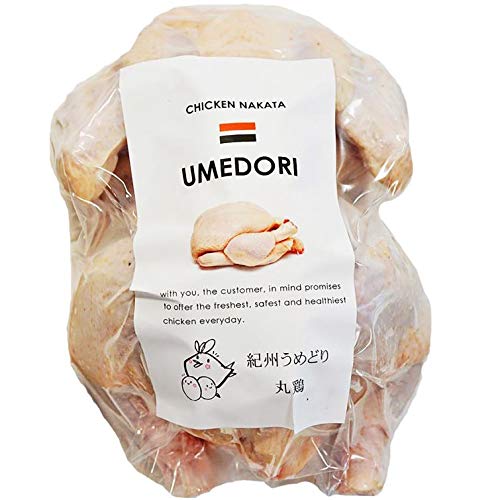 CHICKEN NAKATA
UMEDORI
with you, the customer, in mind promises
to offer the freshest, safest and healthiest
chicken everyday.
紀州うめどり
丸鶏